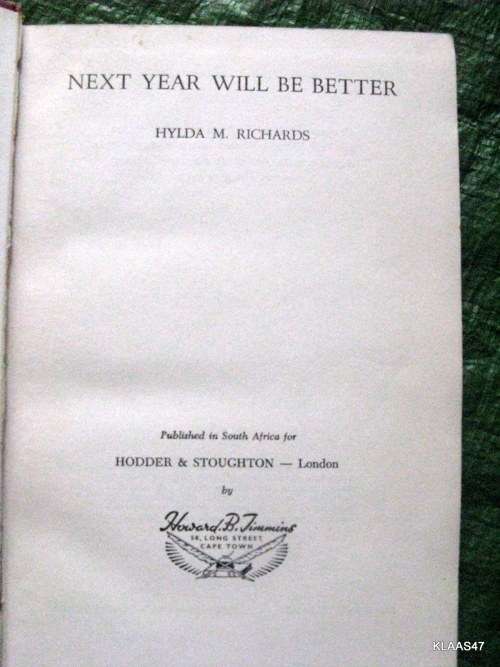 NEXT YEAR WILL BE BETTER
HYLDA M. RICHARDS
Published in South Africa for
HODDER & STOUGHTON — London
by
Howard. B. Timmins
58, LONG STREET,
CAPE TOWN
KLAAS47